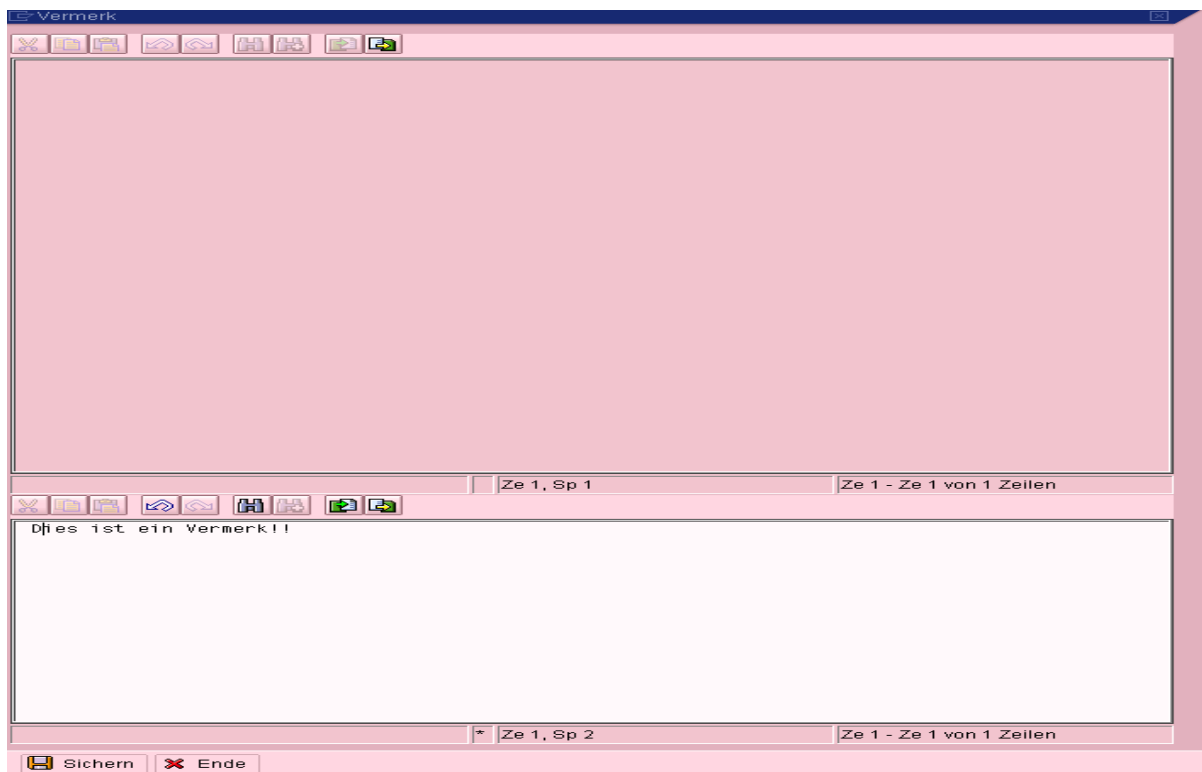 Vermerk
Ze 1, Sp 1 Ze 1 - Ze 1 von 1 Zeilen
Dies ist ein Vermerk!!
* Ze 1, Sp 2 Ze 1 - Ze 1 von 1 Zeilen
Sichern Ende